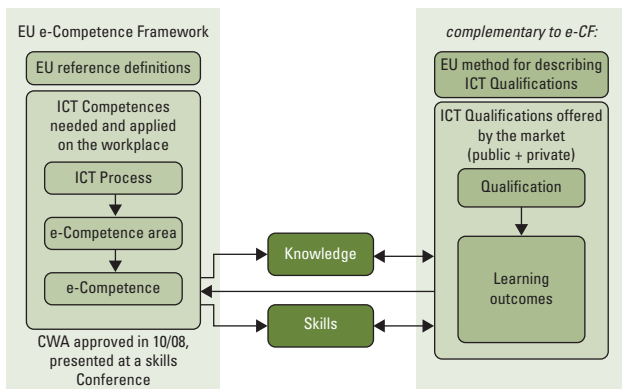 EU e-Competence Framework
EU reference definitions
ICT Competences
needed and applied
on the workplace
ICT Process
e-Competence area
e-Competence
CWA approved in 10/08,
presented at a skills
Conference
Knowledge
Skills
complementary to e-CF:
EU method for describing
ICT Qualifications
ICT Qualifications offered
by the market
(public + private)
Qualification
Learning
outcomes